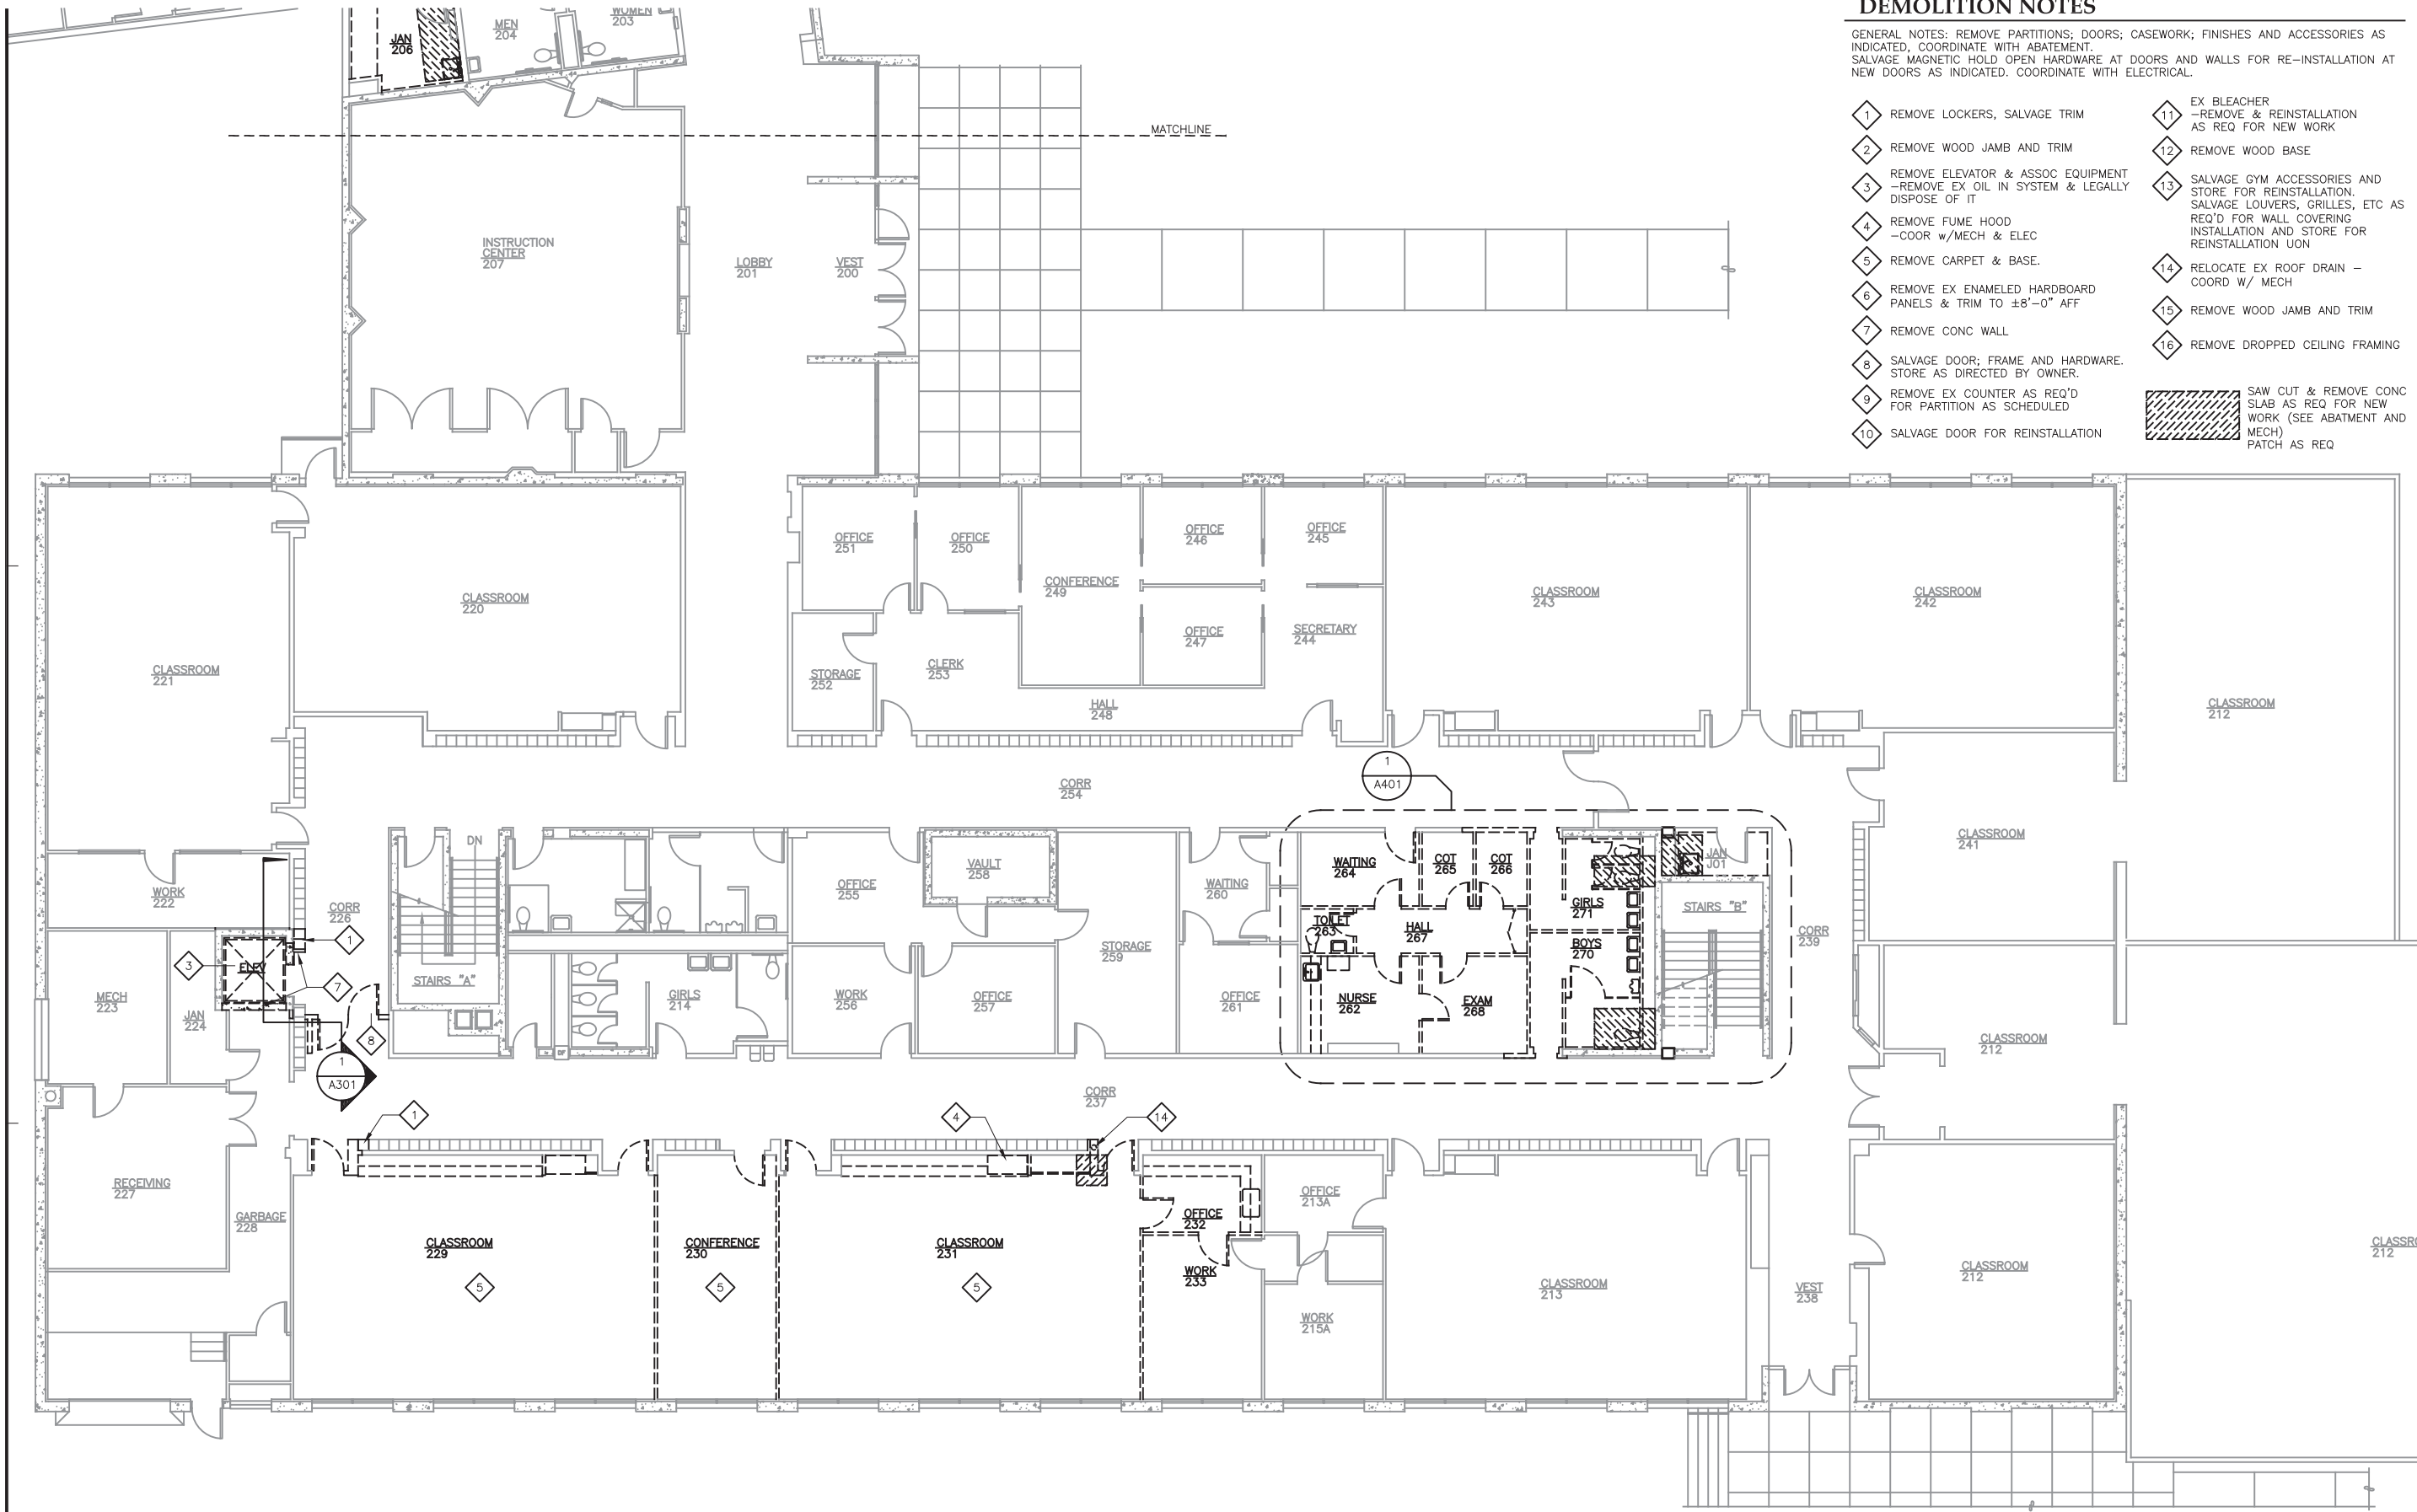 DEMOLITION NOTES
GENERAL NOTES: REMOVE PARTITIONS; DOORS; CASEWORK; FINISHES AND ACCESSORIES AS
INDICATED, COORDINATE WITH ABATEMENT.
SALVAGE MAGNETIC HOLD OPEN HARDWARE AT DOORS AND WALLS FOR RE-INSTALLATION AT
NEW DOORS AS INDICATED. COORDINATE WITH ELECTRICAL.
1 REMOVE LOCKERS, SALVAGE TRIM
2 REMOVE WOOD JAMB AND TRIM
3 REMOVE ELEVATOR & ASSOC EQUIPMENT
-REMOVE EX OIL IN SYSTEM & LEGALLY
DISPOSE OF IT
4 REMOVE FUME HOOD
-COOR w/MECH & ELEC
5 REMOVE CARPET & BASE.
6 REMOVE EX ENAMELED HARDBOARD
PANELS & TRIM TO ±8'-0" AFF
7 REMOVE CONC WALL
8 SALVAGE DOOR; FRAME AND HARDWARE.
STORE AS DIRECTED BY OWNER.
9 REMOVE EX COUNTER AS REQ'D
FOR PARTITION AS SCHEDULED
10 SALVAGE DOOR FOR REINSTALLATION
11 EX BLEACHER
-REMOVE & REINSTALLATION
AS REQ FOR NEW WORK
12 REMOVE WOOD BASE
13 SALVAGE GYM ACCESSORIES AND
STORE FOR REINSTALLATION.
SALVAGE LOUVERS, GRILLES, ETC AS
REQ'D FOR WALL COVERING
INSTALLATION AND STORE FOR
REINSTALLATION UON
14 RELOCATE EX ROOF DRAIN -
COORD W/ MECH
15 REMOVE WOOD JAMB AND TRIM
16 REMOVE DROPPED CEILING FRAMING
SAW CUT & REMOVE CONC
SLAB AS REQ FOR NEW
WORK (SEE ABATMENT AND
MECH)
PATCH AS REQ
JAN
206
MEN
204
WOMEN
203
MATCHLINE
INSTRUCTION
CENTER
207
LOBBY
201
VEST
200
CLASSROOM
221
CLASSROOM
220
OFFICE
251
OFFICE
250
CONFERENCE
249
OFFICE
246
OFFICE
245
OFFICE
247
SECRETARY
244
STORAGE
252
CLERK
253
HALL
248
CLASSROOM
243
CLASSROOM
242
CLASSROOM
212
CORR
254
1
A401
WORK
222
CORR
226
DN
STAIRS "A"
OFFICE
255
VAULT
258
WAITING
260
WAITING
264
COT
265
COT
266
GIRLS
271
JAN
J01
STAIRS "B"
CLASSROOM
241
CORR
239
TOILET
263
HALL
267
BOYS
270
1
3
ELEV
7
8
MECH
223
JAN
224
GIRLS
214
WORK
256
OFFICE
257
STORAGE
259
OFFICE
261
NURSE
262
EXAM
268
CLASSROOM
212
1
A301
CORR
237
1
4
14
RECEIVING
227
GARBAGE
228
CLASSROOM
229
5
CONFERENCE
230
5
CLASSROOM
231
5
OFFICE
232
WORK
233
OFFICE
213A
WORK
215A
CLASSROOM
213
VEST
238
CLASSROOM
212
CLASSRO
212